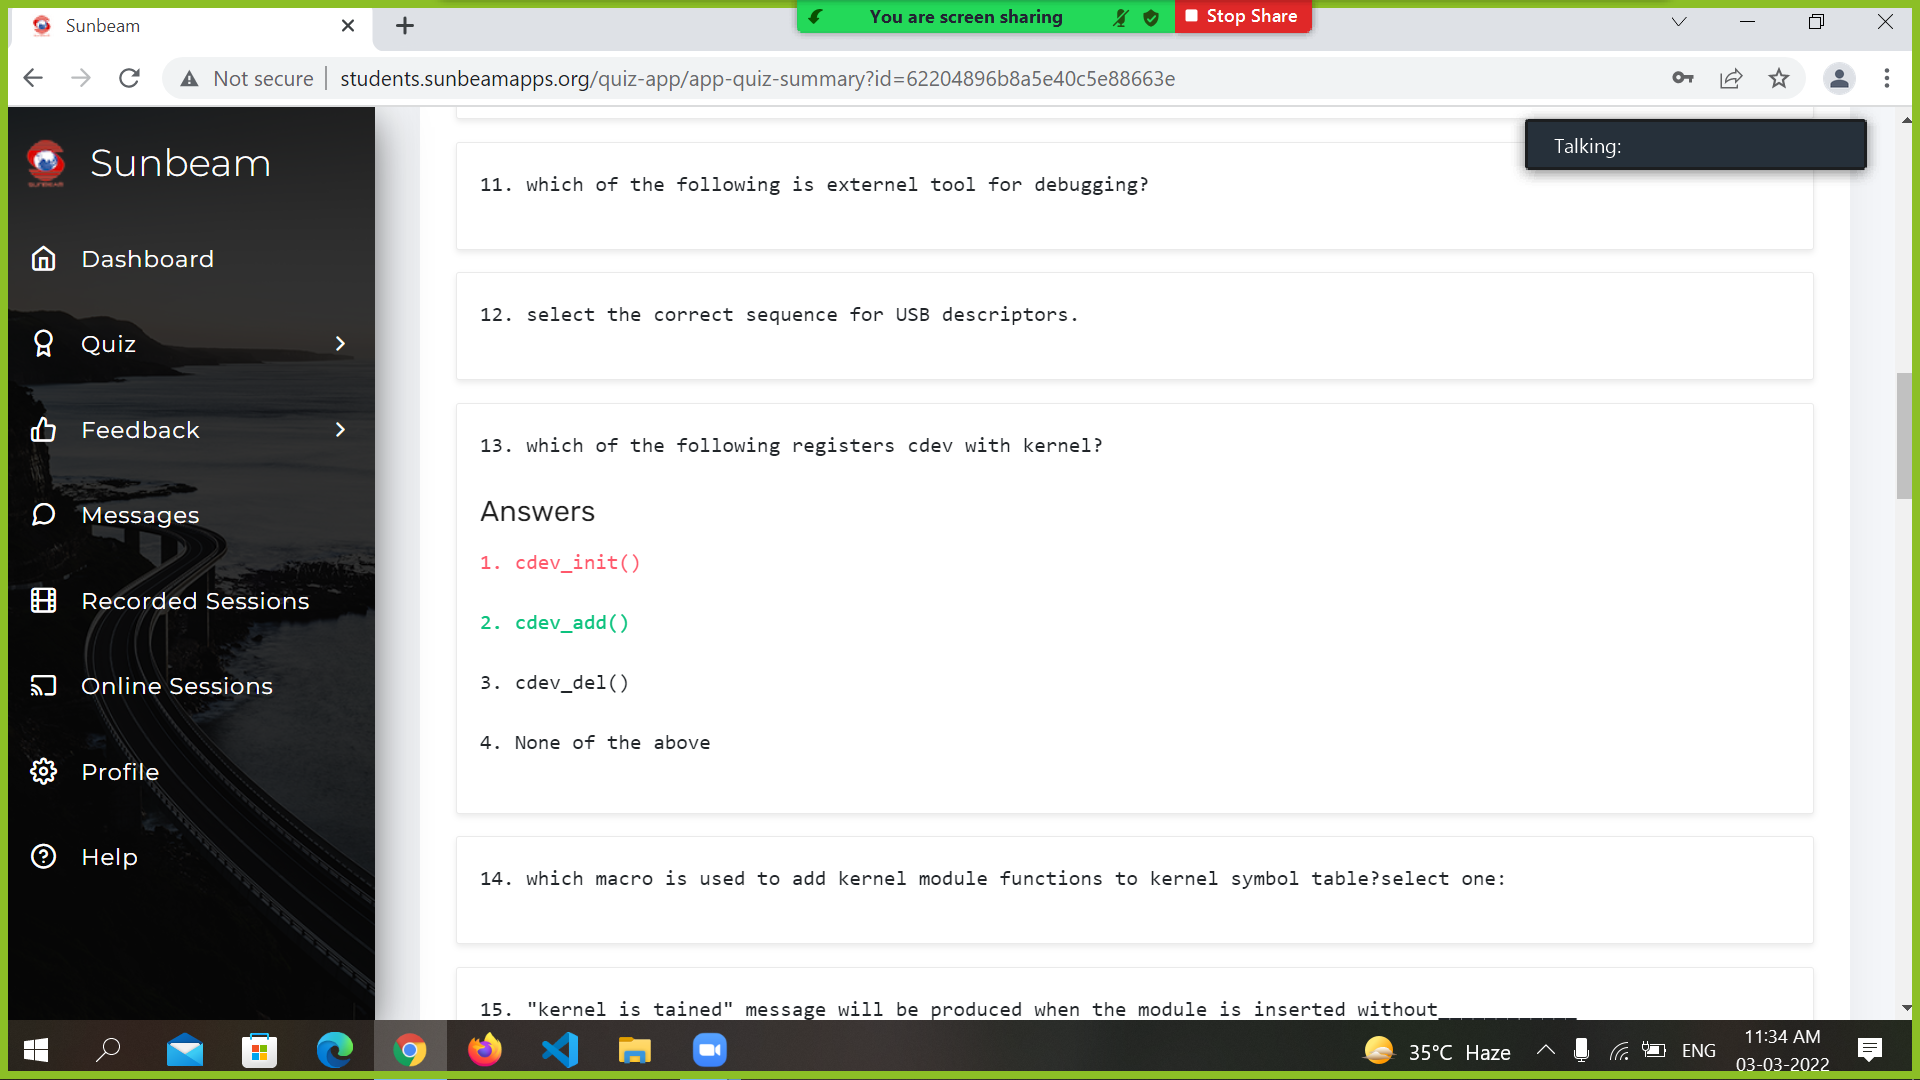 Sunbeam
You are screen sharing
Stop Share
Not secure
students.sunbeamapps.org/quiz-app/app-quiz-summary?id=62204896b8a5e40c5e88663e
Talking:
Sunbeam
Dashboard
Quiz
Feedback
Messages
Recorded Sessions
Online Sessions
Profile
Help
11. which of the following is externel tool for debugging?
12. select the correct sequence for USB descriptors.
13. which of the following registers cdev with kernel?
Answers
1. cdev_init()
2. cdev_add()
3. cdev_del()
4. None of the above
14. which macro is used to add kernel module functions to kernel symbol table?select one:
15. "kernel is tained" message will be produced when the module is inserted without____________
35°C Haze
ENG
11:34 AM
03-03-2022